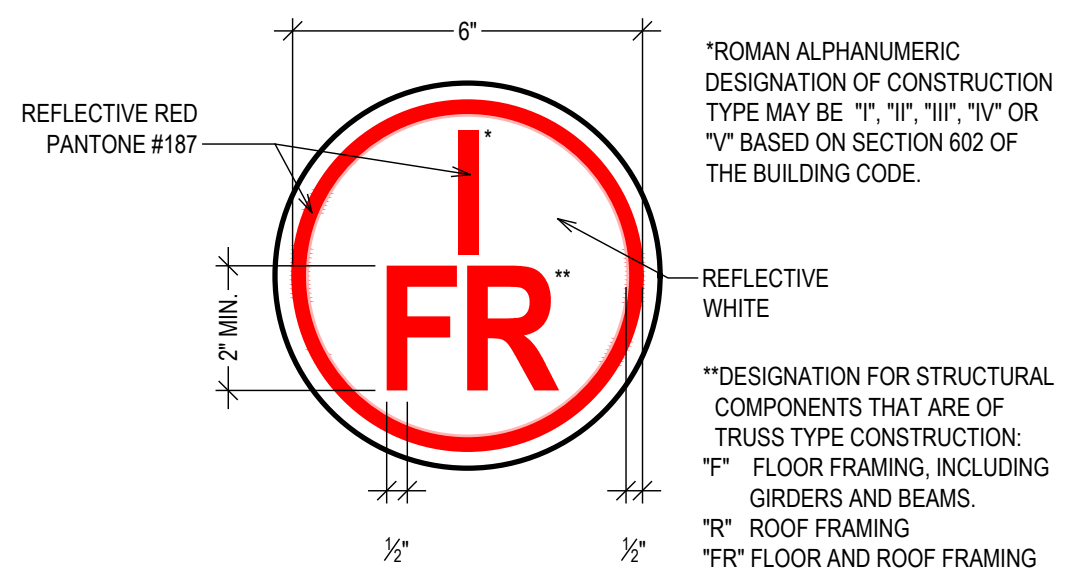 6"
*ROMAN ALPHANUMERIC
DESIGNATION OF CONSTRUCTION
TYPE MAY BE "I", "II", "III", "IV" OR
"V" BASED ON SECTION 602 OF
THE BUILDING CODE.
REFLECTIVE RED
PANTONE #187
I*
FR**
2" MIN.
REFLECTIVE
WHITE
**DESIGNATION FOR STRUCTURAL
COMPONENTS THAT ARE OF
TRUSS TYPE CONSTRUCTION:
"F" FLOOR FRAMING, INCLUDING
GIRDERS AND BEAMS.
"R" ROOF FRAMING
"FR" FLOOR AND ROOF FRAMING
½"
½"